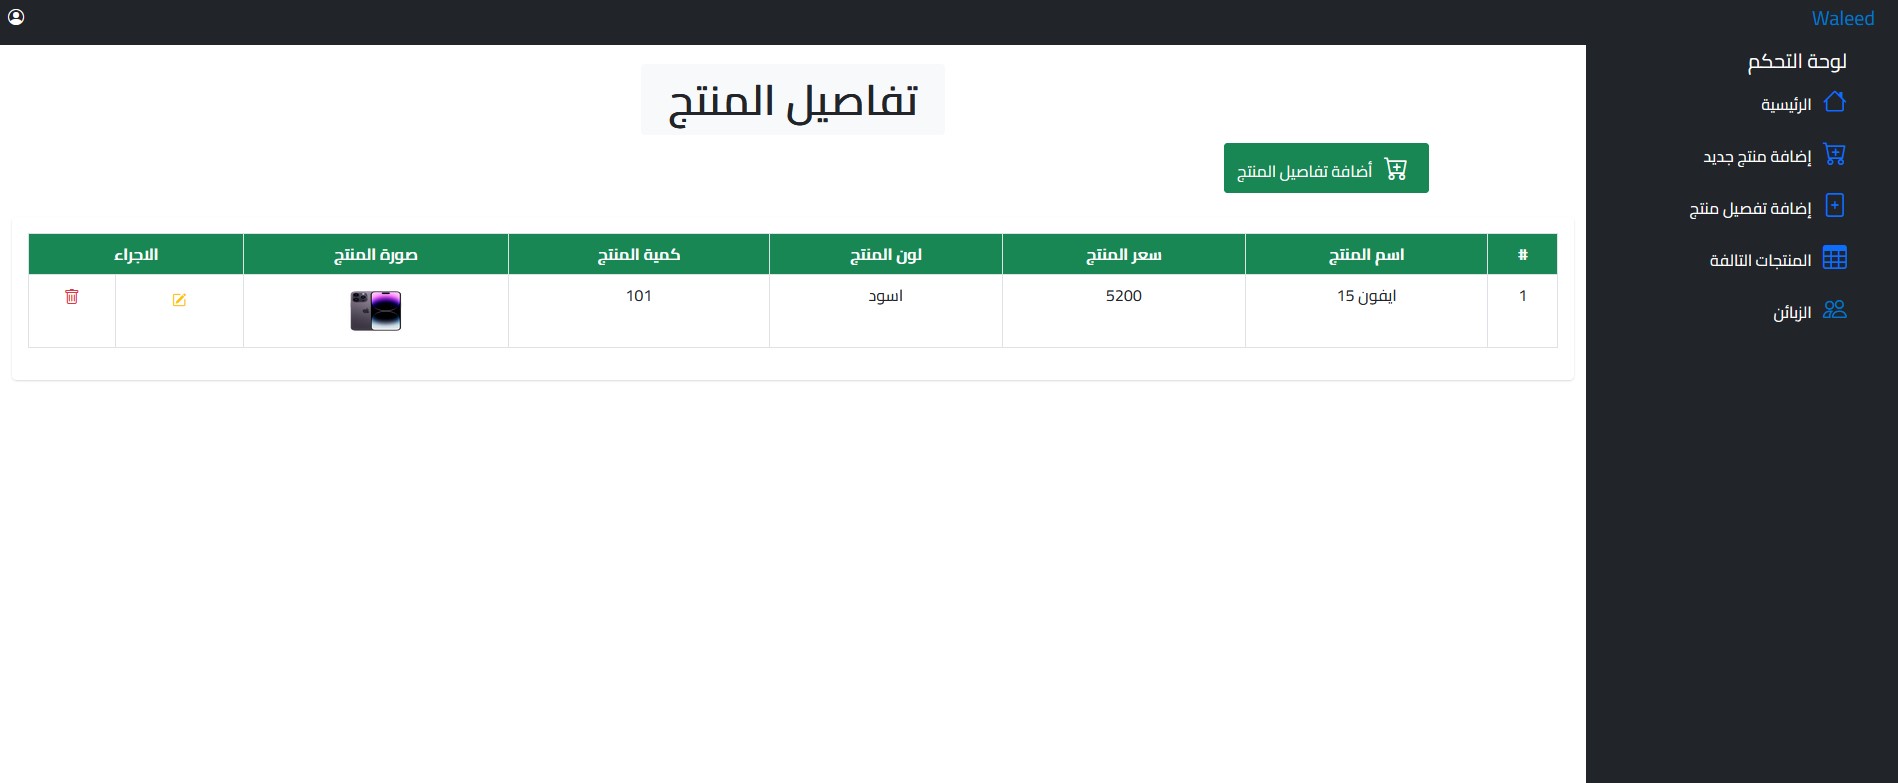 Waleed
لوحة التحكم
الرئيسية
إضافة منتج جديد
إضافة تفصيل منتج
المنتجات التالفة
الزبائن
تفاصيل المنتج
أضافة تفاصيل المنتج
# اسم المنتج سعر المنتج لون المنتج كمية المنتج صورة المنتج الاجراء
1 ايفون 15 5200 اسود 101